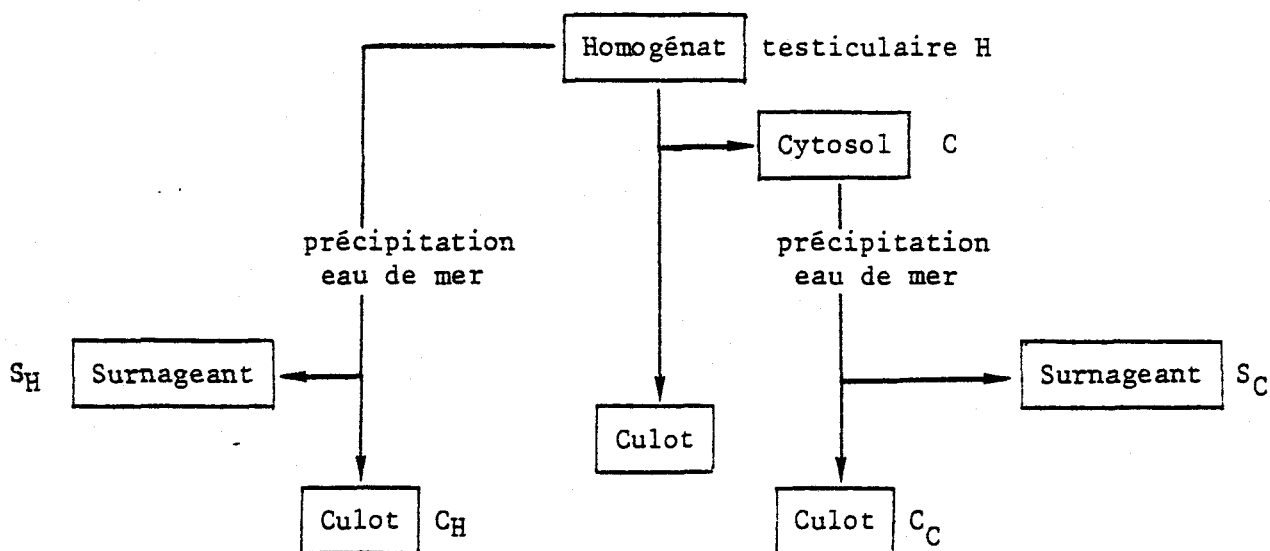 Homogénat testiculaire H
Cytosol C
précipitation
eau de mer
précipitation
eau de mer
S_H Surnageant
Surnageant S_C
Culot
Culot C_H
Culot C_C